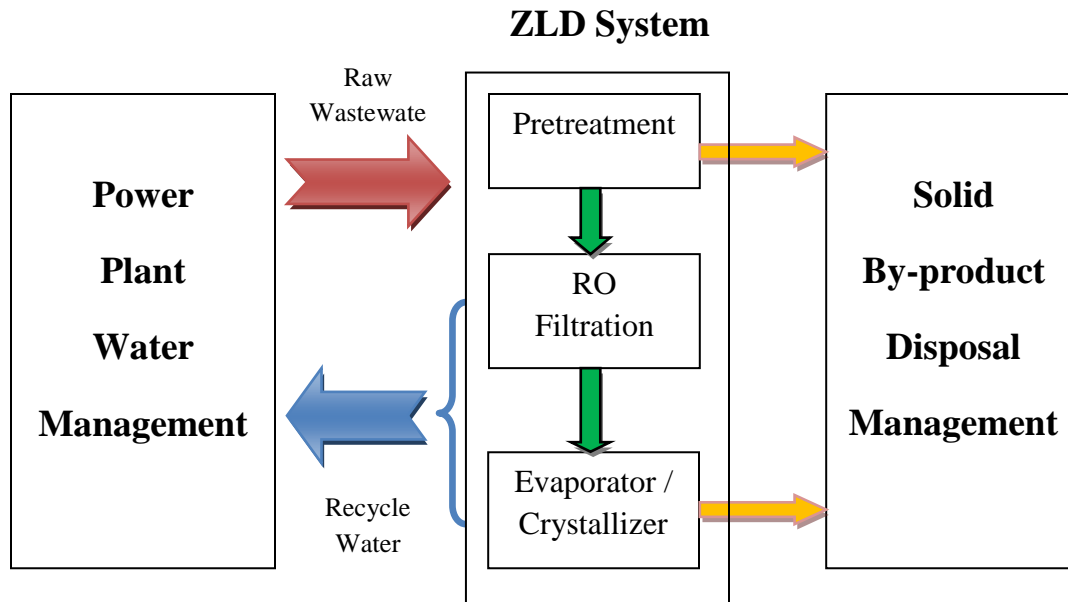 ZLD System
Power
Plant
Water
Management
Raw
Wastewate
Recycle
Water
Pretreatment
RO
Filtration
Evaporator /
Crystallizer
Solid
By-product
Disposal
Management